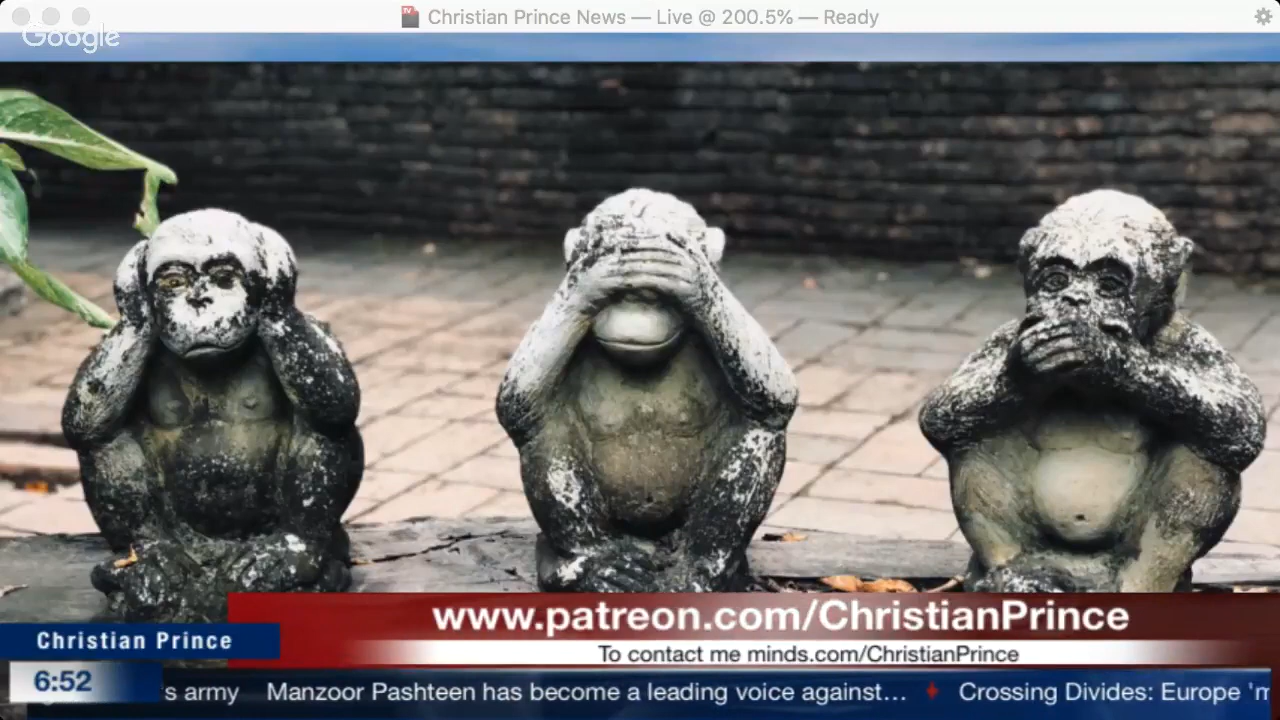 Christian Prince News — Live @ 200.5% — Ready
Google
www.patreon.com/ChristianPrince
Christian Prince
To contact me minds.com/ChristianPrince
6:52
's army Manzoor Pashteen has become a leading voice against… ♦ Crossing Divides: Europe 'm